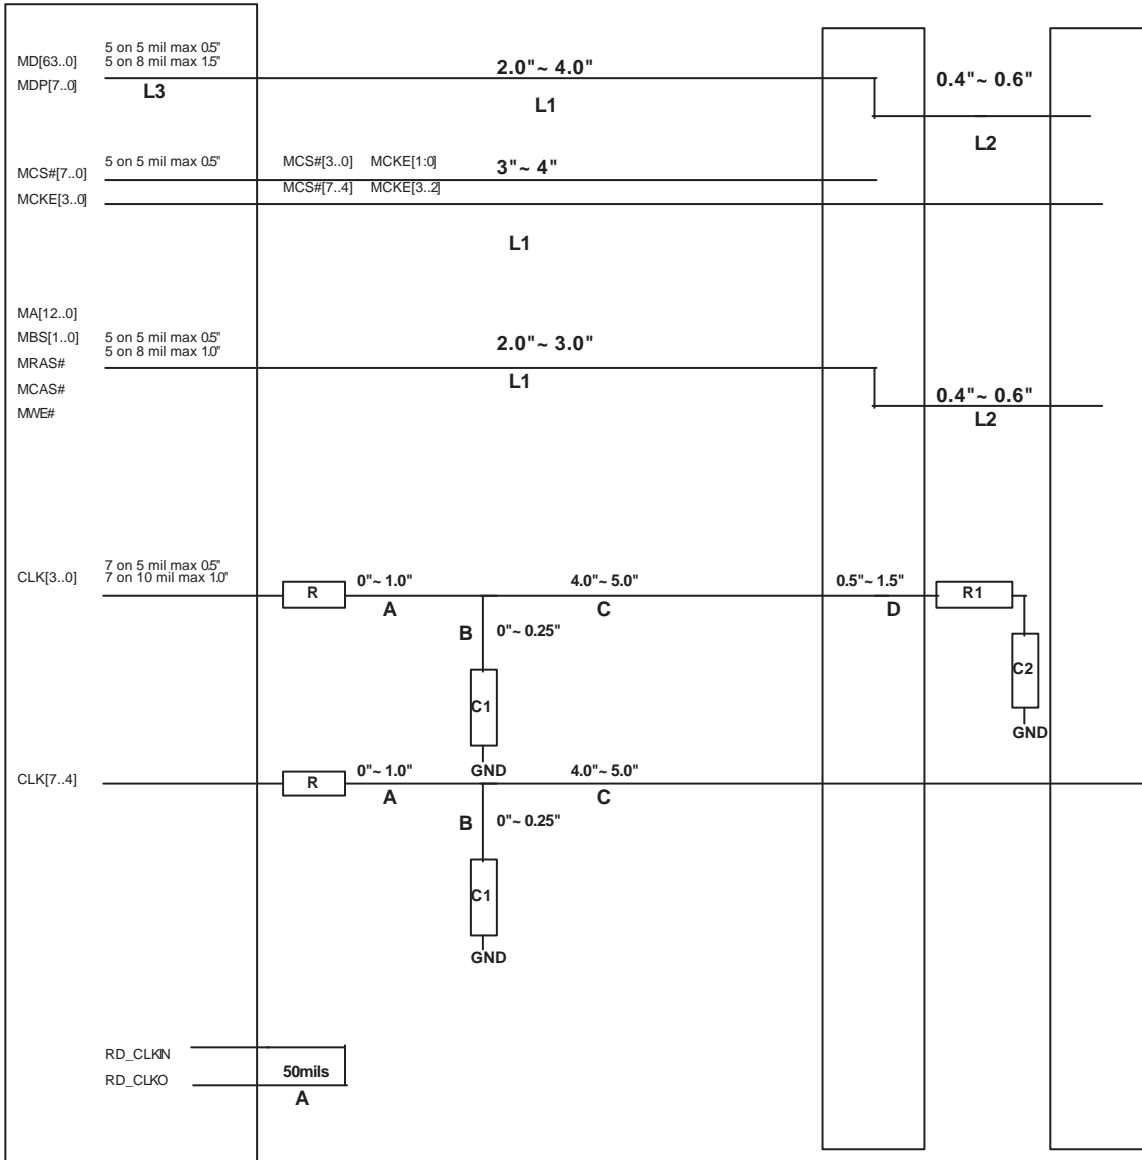 5 on 5 mil max 0.5"
MD[63..0]
5 on 8 mil max 1.5"
2.0"~ 4.0"
MDP[7..0]
L3
0.4"~ 0.6"
L1
L2
5 on 5 mil max 0.5"
MCS#[3..0] MCKE[1:0]
3"~ 4"
MCS#[7..0]
MCS#[7..4] MCKE[3..2]
MCKE[3..0]
L1
MA[12..0]
MBS[1..0]
5 on 5 mil max 0.5"
5 on 8 mil max 1.0"
2.0"~ 3.0"
MRAS#
L1
MCAS#
0.4"~ 0.6"
MWE#
L2
7 on 5 mil max 0.5"
CLK[3..0]
7 on 10 mil max 1.0"
0"~ 1.0"
4.0"~ 5.0"
0.5"~ 1.5"
R
R1
A
C
D
B
0"~ 0.25"
C2
C1
GND
GND
CLK[7..4]
0"~ 1.0"
4.0"~ 5.0"
R
A
C
B
0"~ 0.25"
C1
GND
RD_CLKIN
50mils
RD_CLKO
A